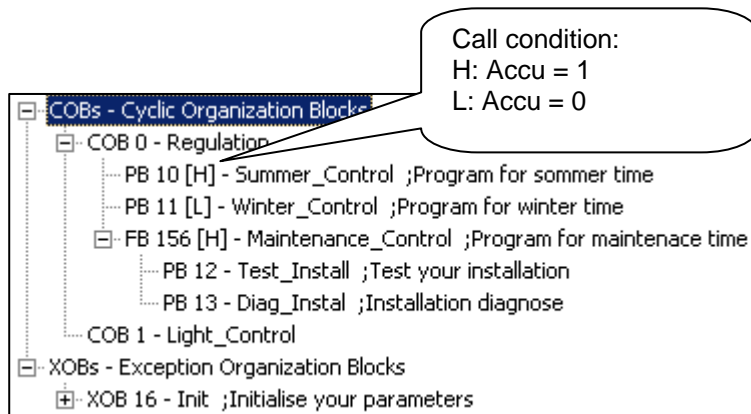 Call condition:
H: Accu = 1
L: Accu = 0
COBs - Cyclic Organization Blocks
COB 0 - Regulation
PB 10 [H] - Summer_Control ;Program for sommer time
PB 11 [L] - Winter_Control ;Program for winter time
FB 156 [H] - Maintenance_Control ;Program for maintenace time
PB 12 - Test_Install ;Test your installation
PB 13 - Diag_Instal ;Installation diagnose
COB 1 - Light_Control
XOBs - Exception Organization Blocks
XOB 16 - Init ;Initialise your parameters